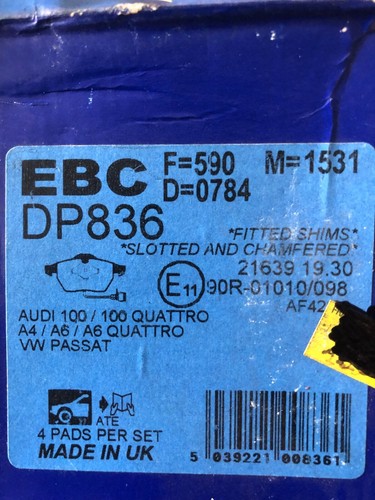 EBC F=590 M=1531
D=0784
DP836
*FITTED SHIMS*
*SLOTTED AND CHAMFERED*
21639 19.30
E11 90R-01010/098
AF42
AUDI 100 / 100 QUATTRO
A4 / A6 / A6 QUATTRO
VW PASSAT
ATE
4 PADS PER SET
MADE IN UK
5 039221 008361